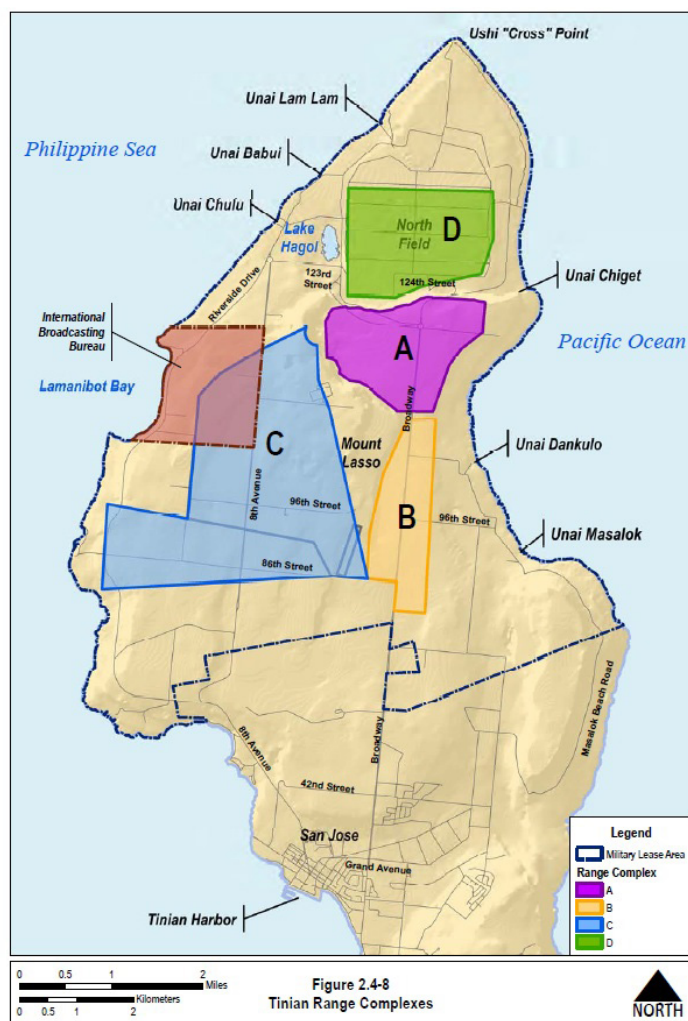 Ushi "Cross" Point
Unai Lam Lam
Philippine Sea
Unai Babui
Unai Chulu
Lake
Hagoi
North
Field
D
123rd
Street
124th Street
Unai Chiget
Riverside Drive
International
Broadcasting
Bureau
Pacific Ocean
A
Lamanibot Bay
Broadway
Mount
Lasso
C
Unai Dankulo
8th Avenue
96th Street
B
96th Street
Unai Masalok
86th Street
Masalok Beach Road
Broadway
8th Avenue
42nd Street
San Jose
Grand Avenue
Tinian Harbor
Legend
Military Lease Area
Range Complex
A
B
C
D
0 0.5 1 2
Miles
Kilometers
0 0.5 1 2
Figure 2.4-8
Tinian Range Complexes
NORTH